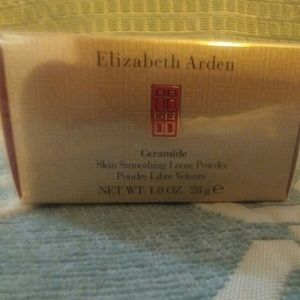 Elizabeth Arden
Ceramide
Skin Smoothing Loose Powder
Poudre Libre Velours
NET WT. 1.0 OZ. 28 g ℮